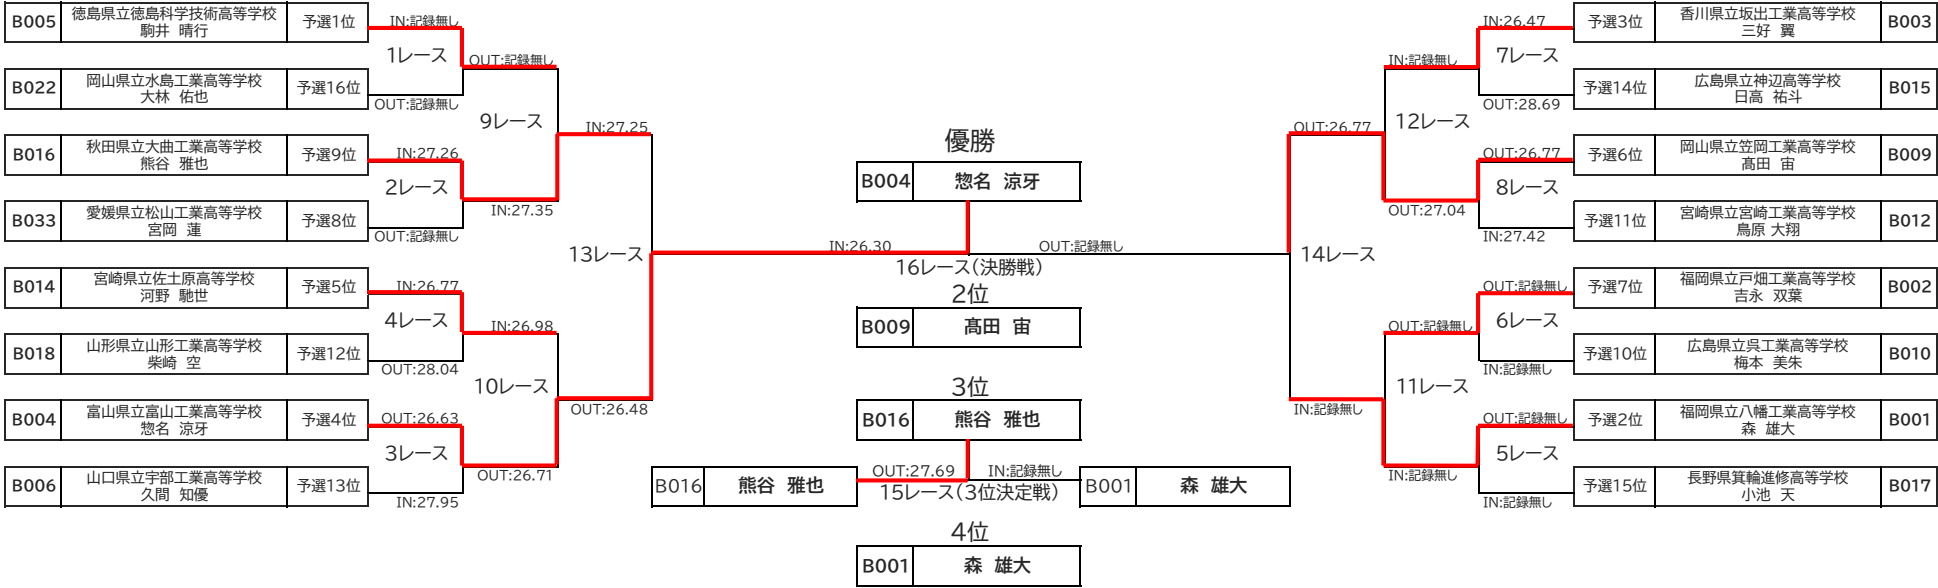 B005 徳島県立徳島科学技術高等学校 予選1位
駒井 晴行
IN:記録無し
1レース
B022 岡山県立水島工業高等学校 予選16位
大林 佑也
OUT:記録無し
OUT:記録無し
9レース
B016 秋田県立大曲工業高等学校 予選9位
熊谷 雅也
IN:27.26
2レース
B033 愛媛県立松山工業高等学校 予選8位
宮岡 蓮
OUT:記録無し
IN:27.35
IN:27.25
13レース
B014 宮崎県立佐土原高等学校 予選5位
河野 馳世
IN:26.77
4レース
B018 山形県立山形工業高等学校 予選12位
柴崎 空
OUT:28.04
IN:26.98
10レース
B004 富山県立富山工業高等学校 予選4位
惣名 涼牙
OUT:26.63
3レース
B006 山口県立宇部工業高等学校 予選13位
久間 知優
IN:27.95
OUT:26.71
OUT:26.48
優勝
B004 惣名 涼牙
IN:26.30
OUT:記録無し
16レース(決勝戦)
2位
B009 髙田 宙
3位
B016 熊谷 雅也
OUT:27.69
IN:記録無し
B016 熊谷 雅也
15レース(3位決定戦)
B001 森 雄大
4位
B001 森 雄大
IN:26.47
予選3位 香川県立坂出工業高等学校 B003
三好 翼
7レース
IN:記録無し
予選14位 広島県立神辺高等学校 B015
日高 祐斗
OUT:28.69
12レース
OUT:26.77
OUT:26.77
予選6位 岡山県立笠岡工業高等学校 B009
髙田 宙
8レース
OUT:27.04
予選11位 宮崎県立宮崎工業高等学校 B012
鳥原 大翔
IN:27.42
14レース
OUT:記録無し
予選7位 福岡県立戸畑工業高等学校 B002
吉永 双葉
6レース
OUT:記録無し
予選10位 広島県立呉工業高等学校 B010
梅本 美朱
IN:記録無し
11レース
IN:記録無し
OUT:記録無し
予選2位 福岡県立八幡工業高等学校 B001
森 雄大
5レース
IN:記録無し
予選15位 長野県箕輪進修高等学校 B017
小池 天
IN:記録無し